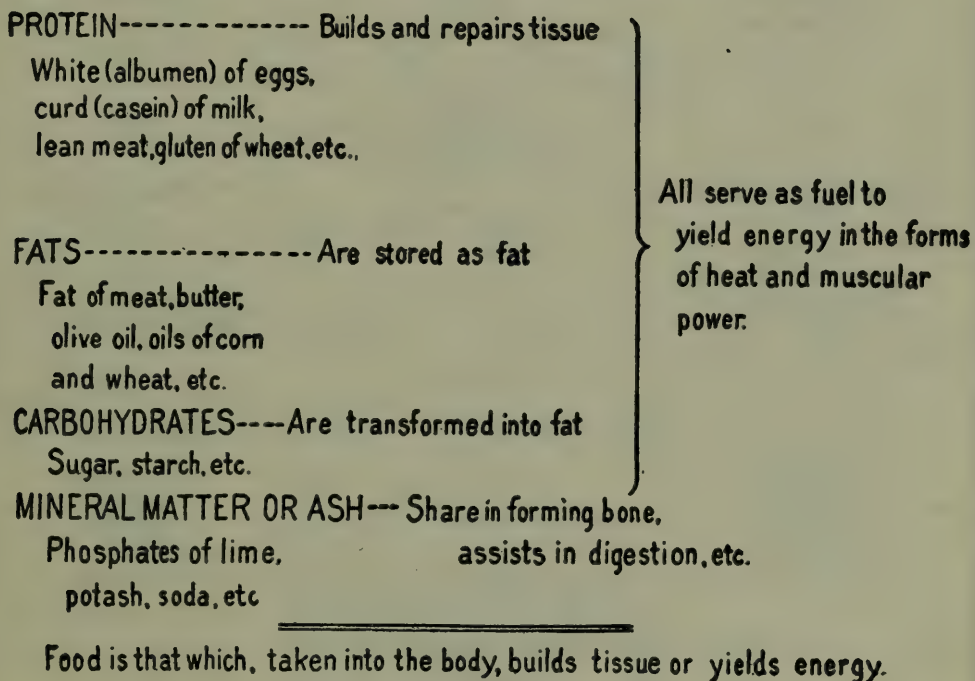 PROTEIN------------- Builds and repairs tissue
White (albumen) of eggs,
curd (casein) of milk,
lean meat, gluten of wheat, etc.,
FATS---------------- Are stored as fat
Fat of meat, butter,
olive oil, oils of corn
and wheat, etc.
CARBOHYDRATES----Are transformed into fat
Sugar, starch, etc.
All serve as fuel to
yield energy in the forms
of heat and muscular
power.
MINERAL MATTER OR ASH--- Share in forming bone,
assists in digestion, etc.
Phosphates of lime,
potash, soda, etc
Food is that which, taken into the body, builds tissue or yields energy.